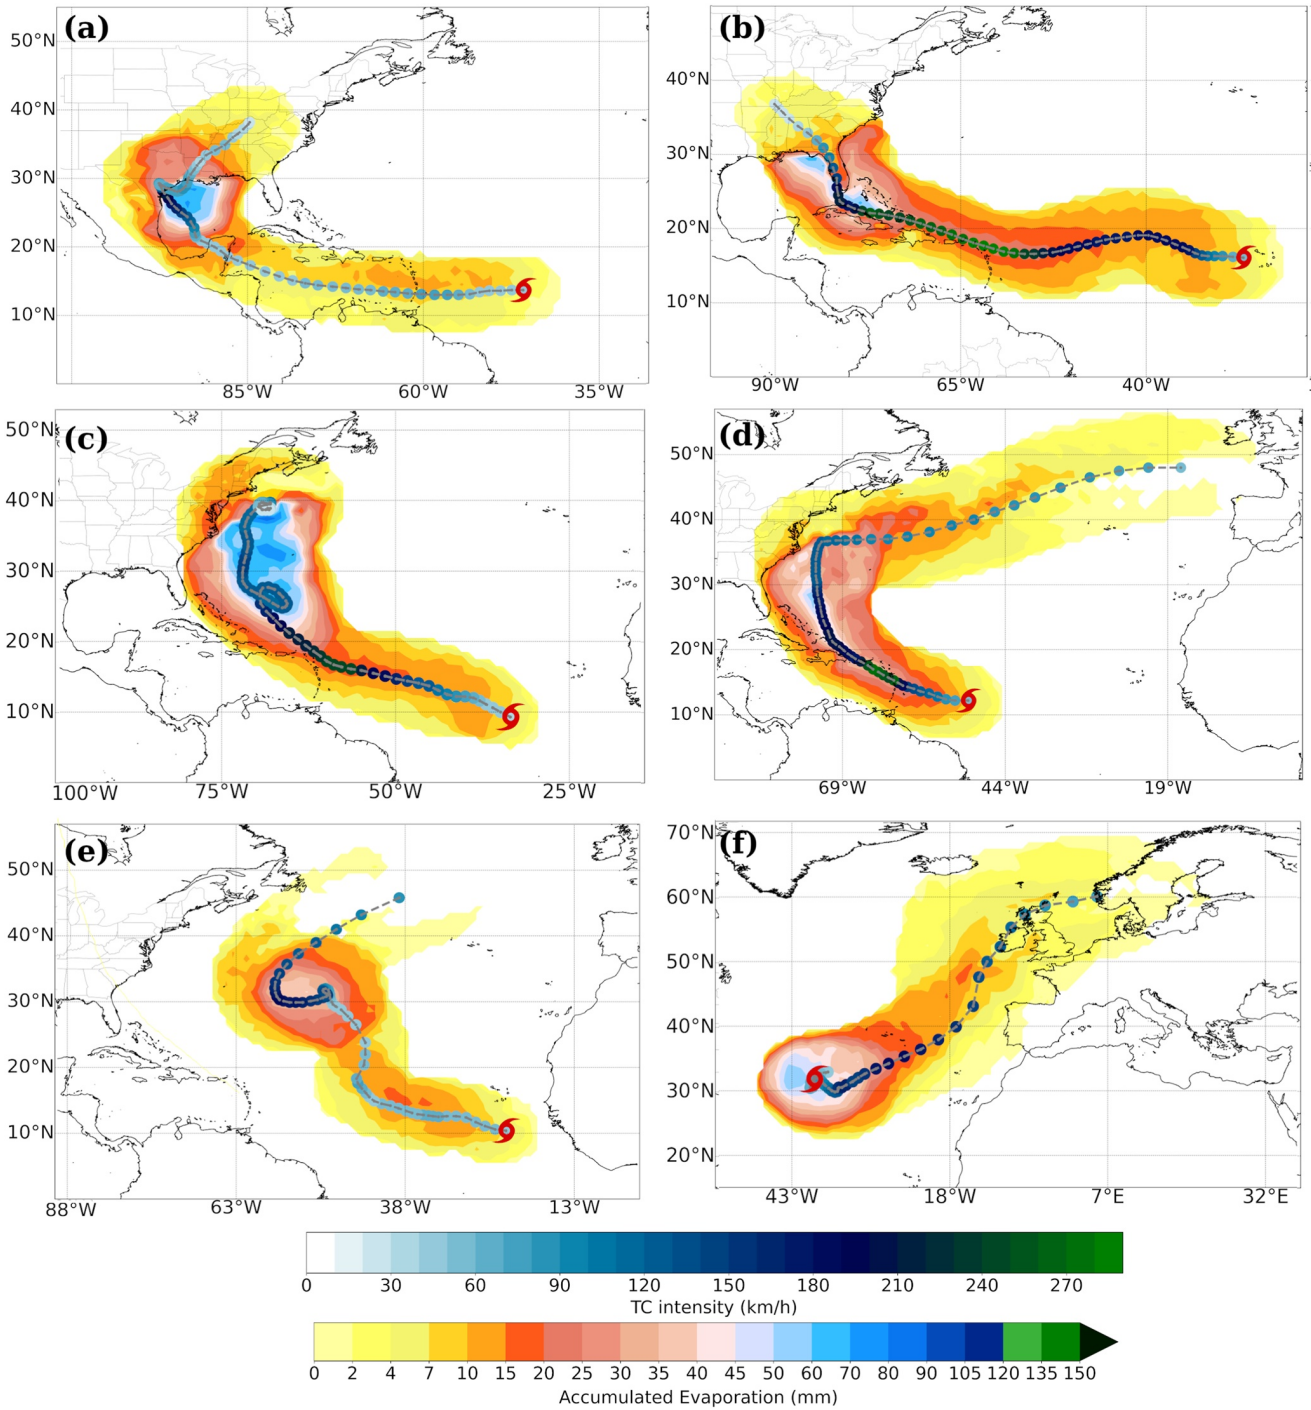 (a)
50°N
40°N
30°N
20°N
10°N
85°W 60°W 35°W
(b)
40°N
30°N
20°N
10°N
90°W 65°W 40°W
(c)
50°N
40°N
30°N
20°N
10°N
100°W 75°W 50°W 25°W
(d)
50°N
40°N
30°N
20°N
10°N
69°W 44°W 19°W
(e)
50°N
40°N
30°N
20°N
10°N
88°W 63°W 38°W 13°W
(f)
70°N
60°N
50°N
40°N
30°N
20°N
43°W 18°W 7°E 32°E
0 30 60 90 120 150 180 210 240 270
TC intensity (km/h)
0 2 4 7 10 15 20 25 30 35 40 45 50 60 70 80 90 105 120 135 150
Accumulated Evaporation (mm)